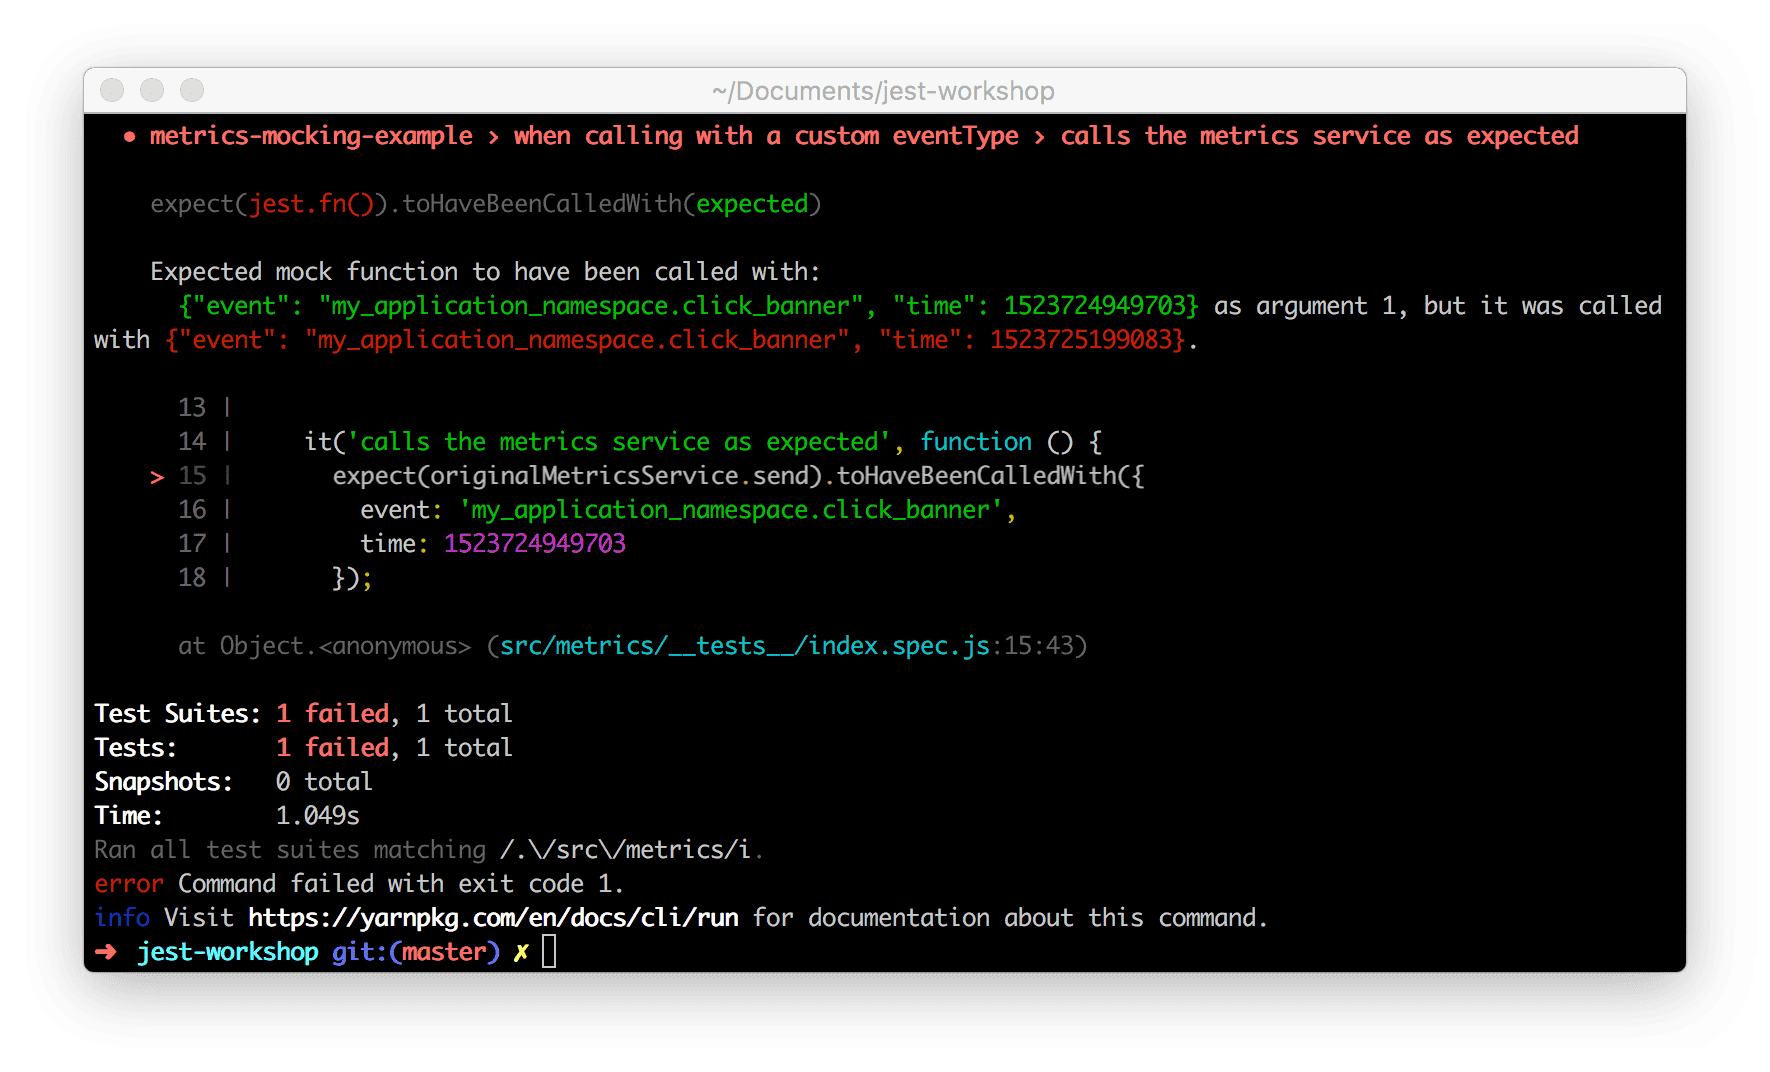 ~/Documents/jest-workshop
● metrics-mocking-example › when calling with a custom eventType › calls the metrics service as expected
expect(jest.fn()).toHaveBeenCalledWith(expected)
Expected mock function to have been called with:
{"event": "my_application_namespace.click_banner", "time": 1523724949703} as argument 1, but it was called
with {"event": "my_application_namespace.click_banner", "time": 1523725199083}.
13 |
14 |     it('calls the metrics service as expected', function () {
> 15 |       expect(originalMetricsService.send).toHaveBeenCalledWith({
16 |         event: 'my_application_namespace.click_banner',
17 |         time: 1523724949703
18 |       });
at Object.<anonymous> (src/metrics/__tests__/index.spec.js:15:43)
Test Suites: 1 failed, 1 total
Tests:       1 failed, 1 total
Snapshots:   0 total
Time:        1.049s
Ran all test suites matching /.\/src\/metrics/i.
error Command failed with exit code 1.
info Visit https://yarnpkg.com/en/docs/cli/run for documentation about this command.
➜ jest-workshop git:(master) ✗